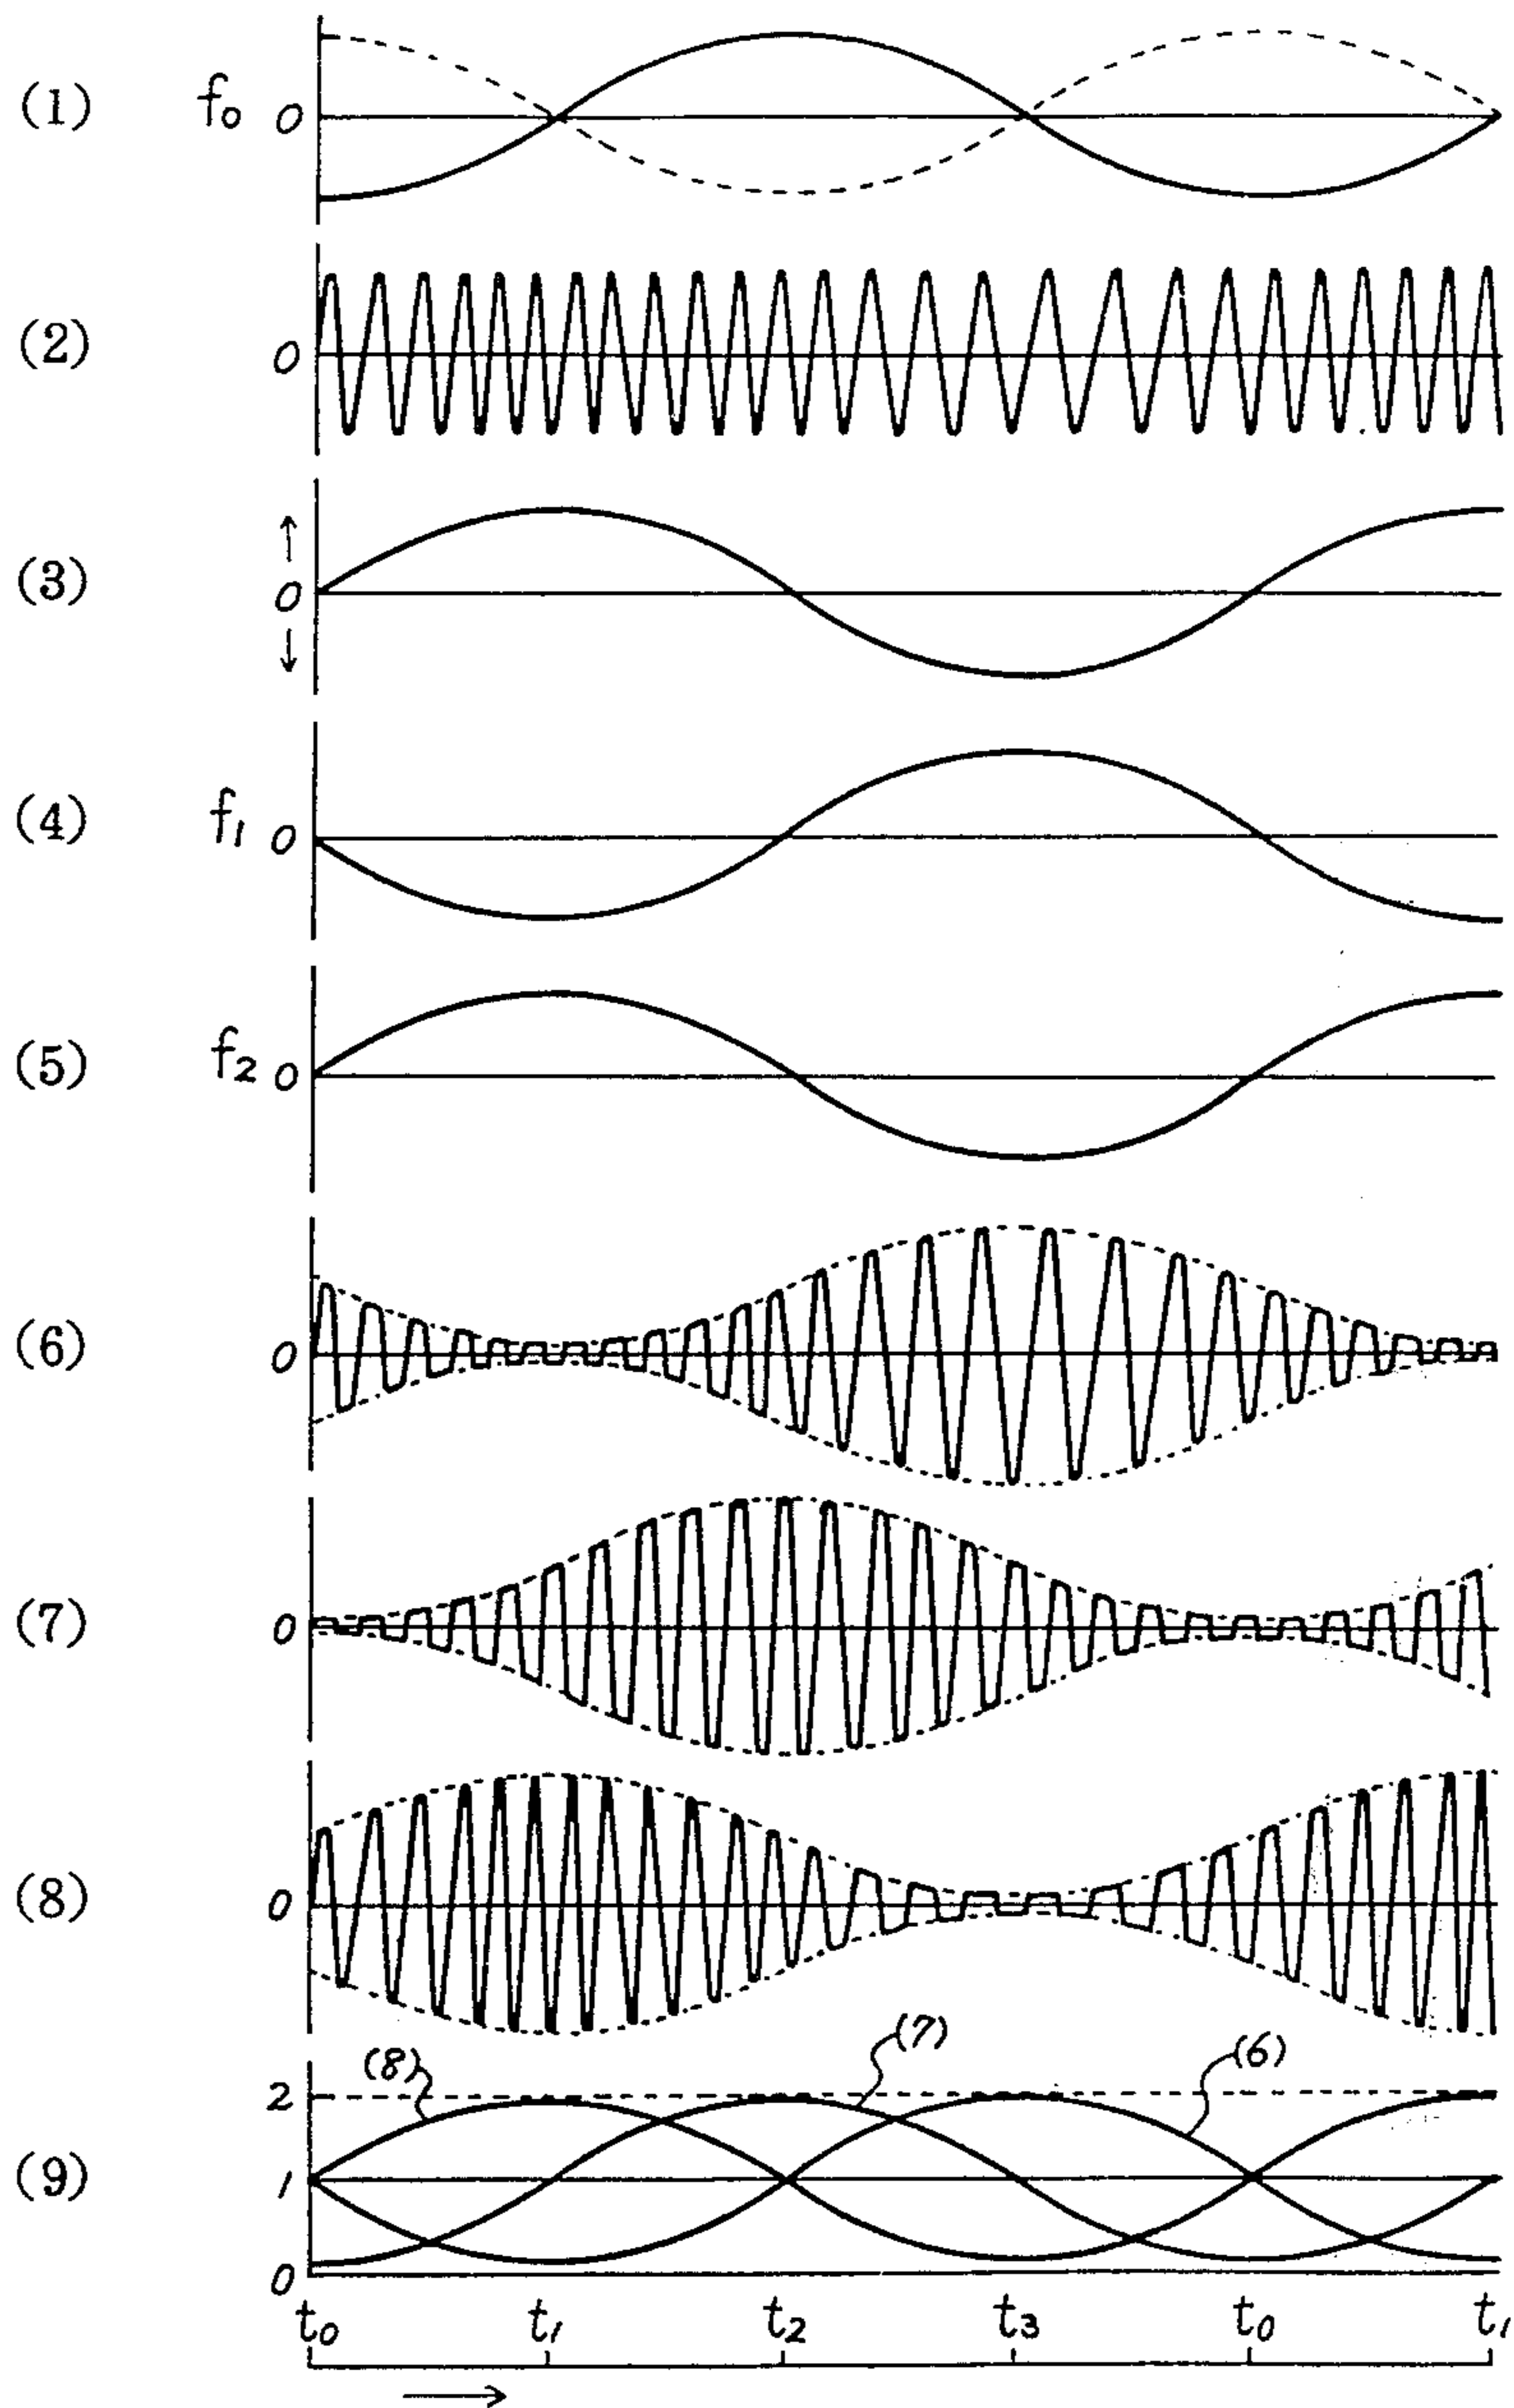 (1) f₀ 0
(2) 0
(3) ↑ 0 ↓
(4) f₁ 0
(5) f₂ 0
(6) 0
(7) 0
(8) 0
(8) (7) (6)
2
(9) 1
0
t₀ t₁ t₂ t₃ t₀ t₁
→